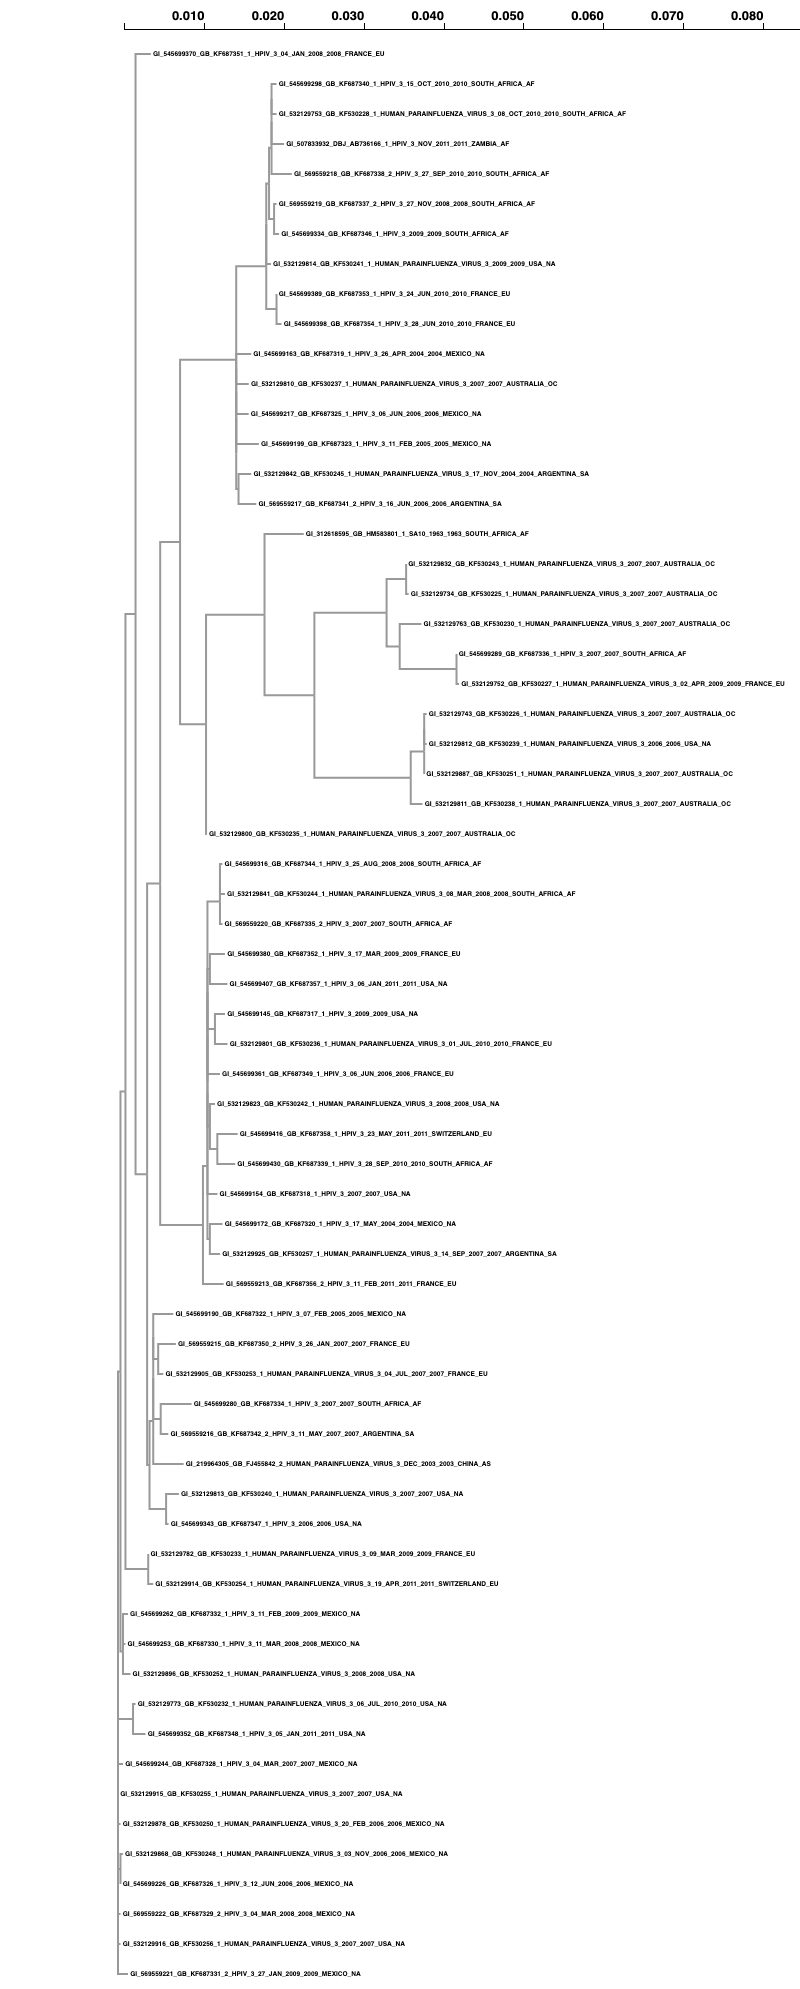 0.010 0.020 0.030 0.040 0.050 0.060 0.070 0.080
GI_545699370_GB_KF687351_1_HPIV_3_04_JAN_2008_2008_FRANCE_EU
GI_545699298_GB_KF687340_1_HPIV_3_15_OCT_2010_2010_SOUTH_AFRICA_AF
GI_532129753_GB_KF530228_1_HUMAN_PARAINFLUENZA_VIRUS_3_08_OCT_2010_2010_SOUTH_AFRICA_AF
GI_507833932_DBJ_AB736166_1_HPIV_3_NOV_2011_2011_ZAMBIA_AF
GI_569559218_GB_KF687338_2_HPIV_3_27_SEP_2010_2010_SOUTH_AFRICA_AF
GI_569559219_GB_KF687337_2_HPIV_3_27_NOV_2008_2008_SOUTH_AFRICA_AF
GI_545699334_GB_KF687346_1_HPIV_3_2009_2009_SOUTH_AFRICA_AF
GI_532129814_GB_KF530241_1_HUMAN_PARAINFLUENZA_VIRUS_3_2009_2009_USA_NA
GI_545699389_GB_KF687353_1_HPIV_3_24_JUN_2010_2010_FRANCE_EU
GI_545699398_GB_KF687354_1_HPIV_3_28_JUN_2010_2010_FRANCE_EU
GI_545699163_GB_KF687319_1_HPIV_3_26_APR_2004_2004_MEXICO_NA
GI_532129810_GB_KF530237_1_HUMAN_PARAINFLUENZA_VIRUS_3_2007_2007_AUSTRALIA_OC
GI_545699217_GB_KF687325_1_HPIV_3_06_JUN_2006_2006_MEXICO_NA
GI_545699199_GB_KF687323_1_HPIV_3_11_FEB_2005_2005_MEXICO_NA
GI_532129842_GB_KF530245_1_HUMAN_PARAINFLUENZA_VIRUS_3_17_NOV_2004_2004_ARGENTINA_SA
GI_569559217_GB_KF687341_2_HPIV_3_16_JUN_2006_2006_ARGENTINA_SA
GI_312618595_GB_HM583801_1_SA10_1963_1963_SOUTH_AFRICA_AF
GI_532129832_GB_KF530243_1_HUMAN_PARAINFLUENZA_VIRUS_3_2007_2007_AUSTRALIA_OC
GI_532129734_GB_KF530225_1_HUMAN_PARAINFLUENZA_VIRUS_3_2007_2007_AUSTRALIA_OC
GI_532129763_GB_KF530230_1_HUMAN_PARAINFLUENZA_VIRUS_3_2007_2007_AUSTRALIA_OC
GI_545699289_GB_KF687336_1_HPIV_3_2007_2007_SOUTH_AFRICA_AF
GI_532129752_GB_KF530227_1_HUMAN_PARAINFLUENZA_VIRUS_3_02_APR_2009_2009_FRANCE_EU
GI_532129743_GB_KF530226_1_HUMAN_PARAINFLUENZA_VIRUS_3_2007_2007_AUSTRALIA_OC
GI_532129812_GB_KF530239_1_HUMAN_PARAINFLUENZA_VIRUS_3_2006_2006_USA_NA
GI_532129887_GB_KF530251_1_HUMAN_PARAINFLUENZA_VIRUS_3_2007_2007_AUSTRALIA_OC
GI_532129811_GB_KF530238_1_HUMAN_PARAINFLUENZA_VIRUS_3_2007_2007_AUSTRALIA_OC
GI_532129800_GB_KF530235_1_HUMAN_PARAINFLUENZA_VIRUS_3_2007_2007_AUSTRALIA_OC
GI_545699316_GB_KF687344_1_HPIV_3_25_AUG_2008_2008_SOUTH_AFRICA_AF
GI_532129841_GB_KF530244_1_HUMAN_PARAINFLUENZA_VIRUS_3_08_MAR_2008_2008_SOUTH_AFRICA_AF
GI_569559220_GB_KF687335_2_HPIV_3_2007_2007_SOUTH_AFRICA_AF
GI_545699380_GB_KF687352_1_HPIV_3_17_MAR_2009_2009_FRANCE_EU
GI_545699407_GB_KF687357_1_HPIV_3_06_JAN_2011_2011_USA_NA
GI_545699145_GB_KF687317_1_HPIV_3_2009_2009_USA_NA
GI_532129801_GB_KF530236_1_HUMAN_PARAINFLUENZA_VIRUS_3_01_JUL_2010_2010_FRANCE_EU
GI_545699361_GB_KF687349_1_HPIV_3_06_JUN_2006_2006_FRANCE_EU
GI_532129823_GB_KF530242_1_HUMAN_PARAINFLUENZA_VIRUS_3_2008_2008_USA_NA
GI_545699416_GB_KF687358_1_HPIV_3_23_MAY_2011_2011_SWITZERLAND_EU
GI_545699430_GB_KF687339_1_HPIV_3_28_SEP_2010_2010_SOUTH_AFRICA_AF
GI_545699154_GB_KF687318_1_HPIV_3_2007_2007_USA_NA
GI_545699172_GB_KF687320_1_HPIV_3_17_MAY_2004_2004_MEXICO_NA
GI_532129925_GB_KF530257_1_HUMAN_PARAINFLUENZA_VIRUS_3_14_SEP_2007_2007_ARGENTINA_SA
GI_569559213_GB_KF687356_2_HPIV_3_11_FEB_2011_2011_FRANCE_EU
GI_545699190_GB_KF687322_1_HPIV_3_07_FEB_2005_2005_MEXICO_NA
GI_569559215_GB_KF687350_2_HPIV_3_26_JAN_2007_2007_FRANCE_EU
GI_532129905_GB_KF530253_1_HUMAN_PARAINFLUENZA_VIRUS_3_04_JUL_2007_2007_FRANCE_EU
GI_545699280_GB_KF687334_1_HPIV_3_2007_2007_SOUTH_AFRICA_AF
GI_569559216_GB_KF687342_2_HPIV_3_11_MAY_2007_2007_ARGENTINA_SA
GI_219964305_GB_FJ455842_2_HUMAN_PARAINFLUENZA_VIRUS_3_DEC_2003_2003_CHINA_AS
GI_532129813_GB_KF530240_1_HUMAN_PARAINFLUENZA_VIRUS_3_2007_2007_USA_NA
GI_545699343_GB_KF687347_1_HPIV_3_2006_2006_USA_NA
GI_532129782_GB_KF530233_1_HUMAN_PARAINFLUENZA_VIRUS_3_09_MAR_2009_2009_FRANCE_EU
GI_532129914_GB_KF530254_1_HUMAN_PARAINFLUENZA_VIRUS_3_19_APR_2011_2011_SWITZERLAND_EU
GI_545699262_GB_KF687332_1_HPIV_3_11_FEB_2009_2009_MEXICO_NA
GI_545699253_GB_KF687330_1_HPIV_3_11_MAR_2008_2008_MEXICO_NA
GI_532129896_GB_KF530252_1_HUMAN_PARAINFLUENZA_VIRUS_3_2008_2008_USA_NA
GI_532129773_GB_KF530232_1_HUMAN_PARAINFLUENZA_VIRUS_3_06_JUL_2010_2010_USA_NA
GI_545699352_GB_KF687348_1_HPIV_3_05_JAN_2011_2011_USA_NA
GI_545699244_GB_KF687328_1_HPIV_3_04_MAR_2007_2007_MEXICO_NA
GI_532129915_GB_KF530255_1_HUMAN_PARAINFLUENZA_VIRUS_3_2007_2007_USA_NA
GI_532129878_GB_KF530250_1_HUMAN_PARAINFLUENZA_VIRUS_3_20_FEB_2006_2006_MEXICO_NA
GI_532129868_GB_KF530248_1_HUMAN_PARAINFLUENZA_VIRUS_3_03_NOV_2006_2006_MEXICO_NA
GI_545699226_GB_KF687326_1_HPIV_3_12_JUN_2006_2006_MEXICO_NA
GI_569559222_GB_KF687329_2_HPIV_3_04_MAR_2008_2008_MEXICO_NA
GI_532129916_GB_KF530256_1_HUMAN_PARAINFLUENZA_VIRUS_3_2007_2007_USA_NA
GI_569559221_GB_KF687331_2_HPIV_3_27_JAN_2009_2009_MEXICO_NA